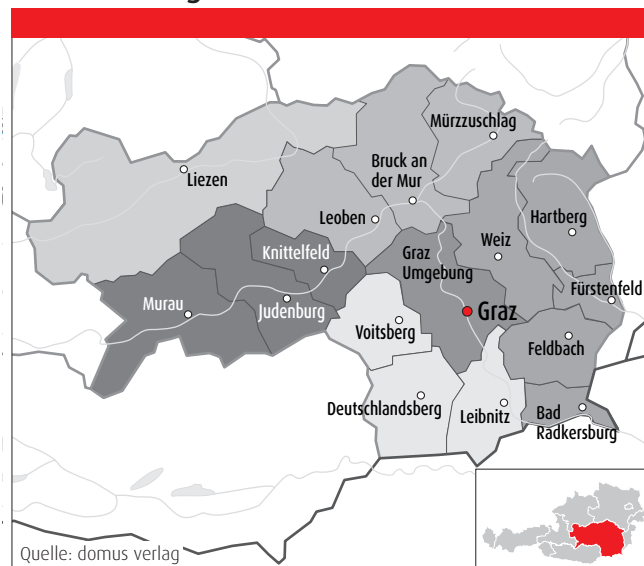 Mürzzuschlag
Bruck an
der Mur
Liezen
Leoben
Hartberg
Weiz
Knittelfeld
Graz
Umgebung
Fürstenfeld
Murau
Judenburg
Graz
Voitsberg
Feldbach
Deutschlandsberg
Leibnitz
Bad
Radkersburg
Quelle: domus verlag